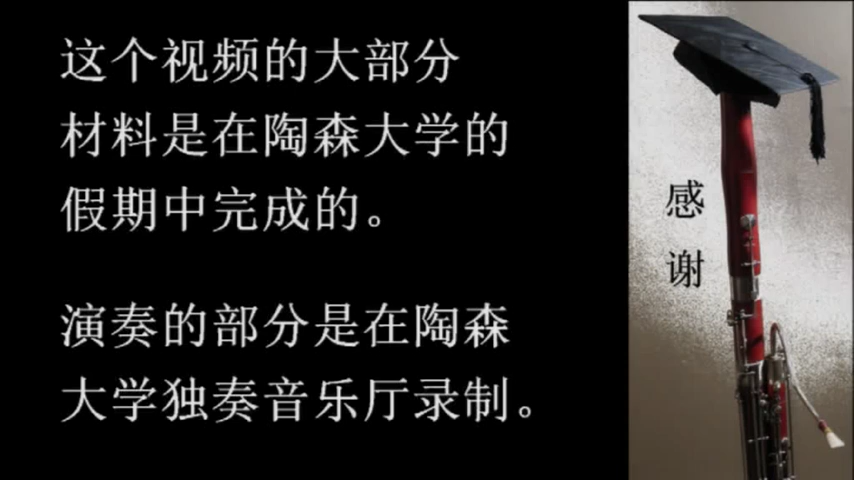 这个视频的大部分
材料是在陶森大学的
假期中完成的。
演奏的部分是在陶森
大学独奏音乐厅录制。
感谢